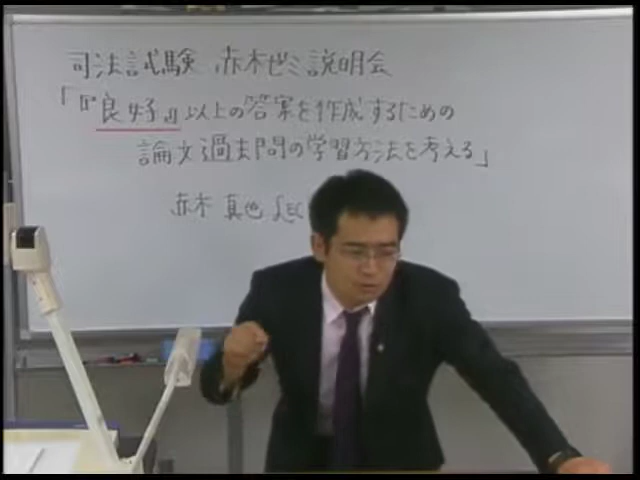 司法試験 赤木ゼミ説明会
「『良好』以上の答案を作成するための
論文過去問の学習方法を考える」
赤木 真也 LEC